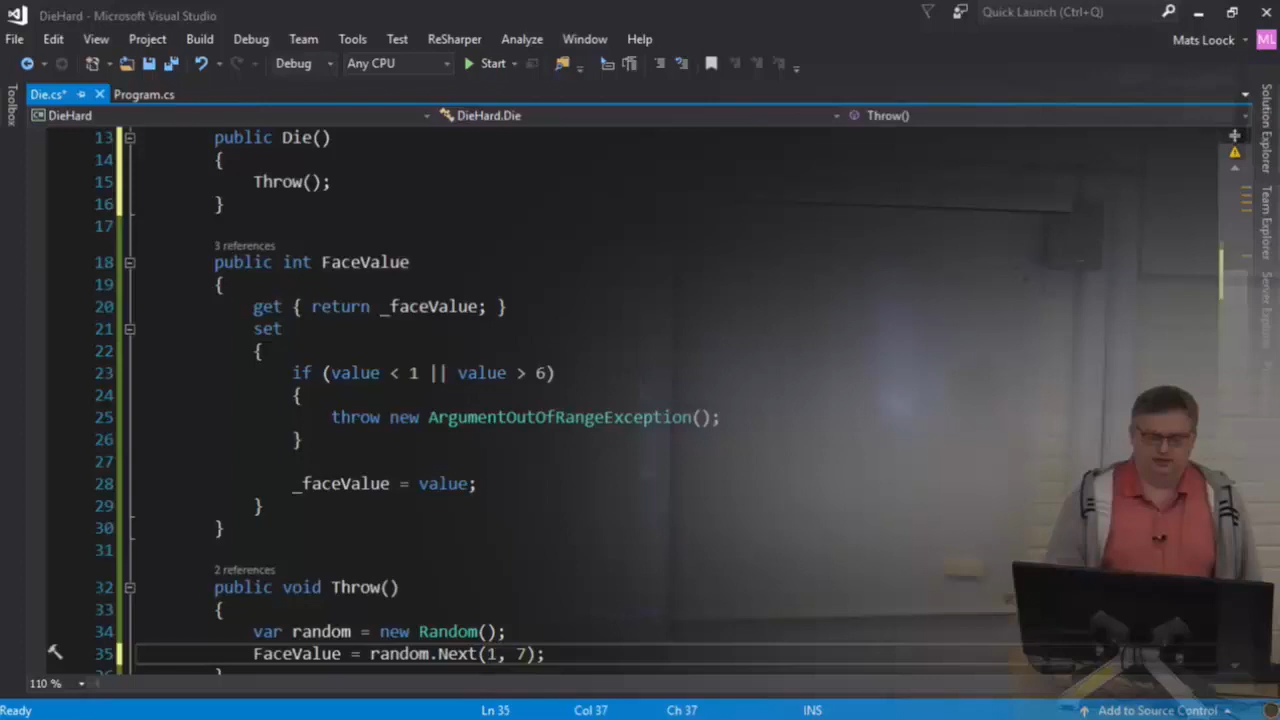 DieHard - Microsoft Visual Studio
Quick Launch (Ctrl+Q)
File Edit View Project Build Debug Team Tools Test ReSharper Analyze Window Help
Mats Loock ML
Debug Any CPU Start
Die.cs* Program.cs
DieHard DieHard.Die Throw()
Toolbox
Solution Explorer
Team Explorer
Server Explorer
13 public Die()
14 {
15 Throw();
16 }
17
3 references
18 public int FaceValue
19 {
20 get { return _faceValue; }
21 set
22 {
23 if (value < 1 || value > 6)
24 {
25 throw new ArgumentOutOfRangeException();
26 }
27
28 _faceValue = value;
29 }
30 }
31
2 references
32 public void Throw()
33 {
34 var random = new Random();
35 FaceValue = random.Next(1, 7);
110 %
Ready Ln 35 Col 37 Ch 37 INS Add to Source Control